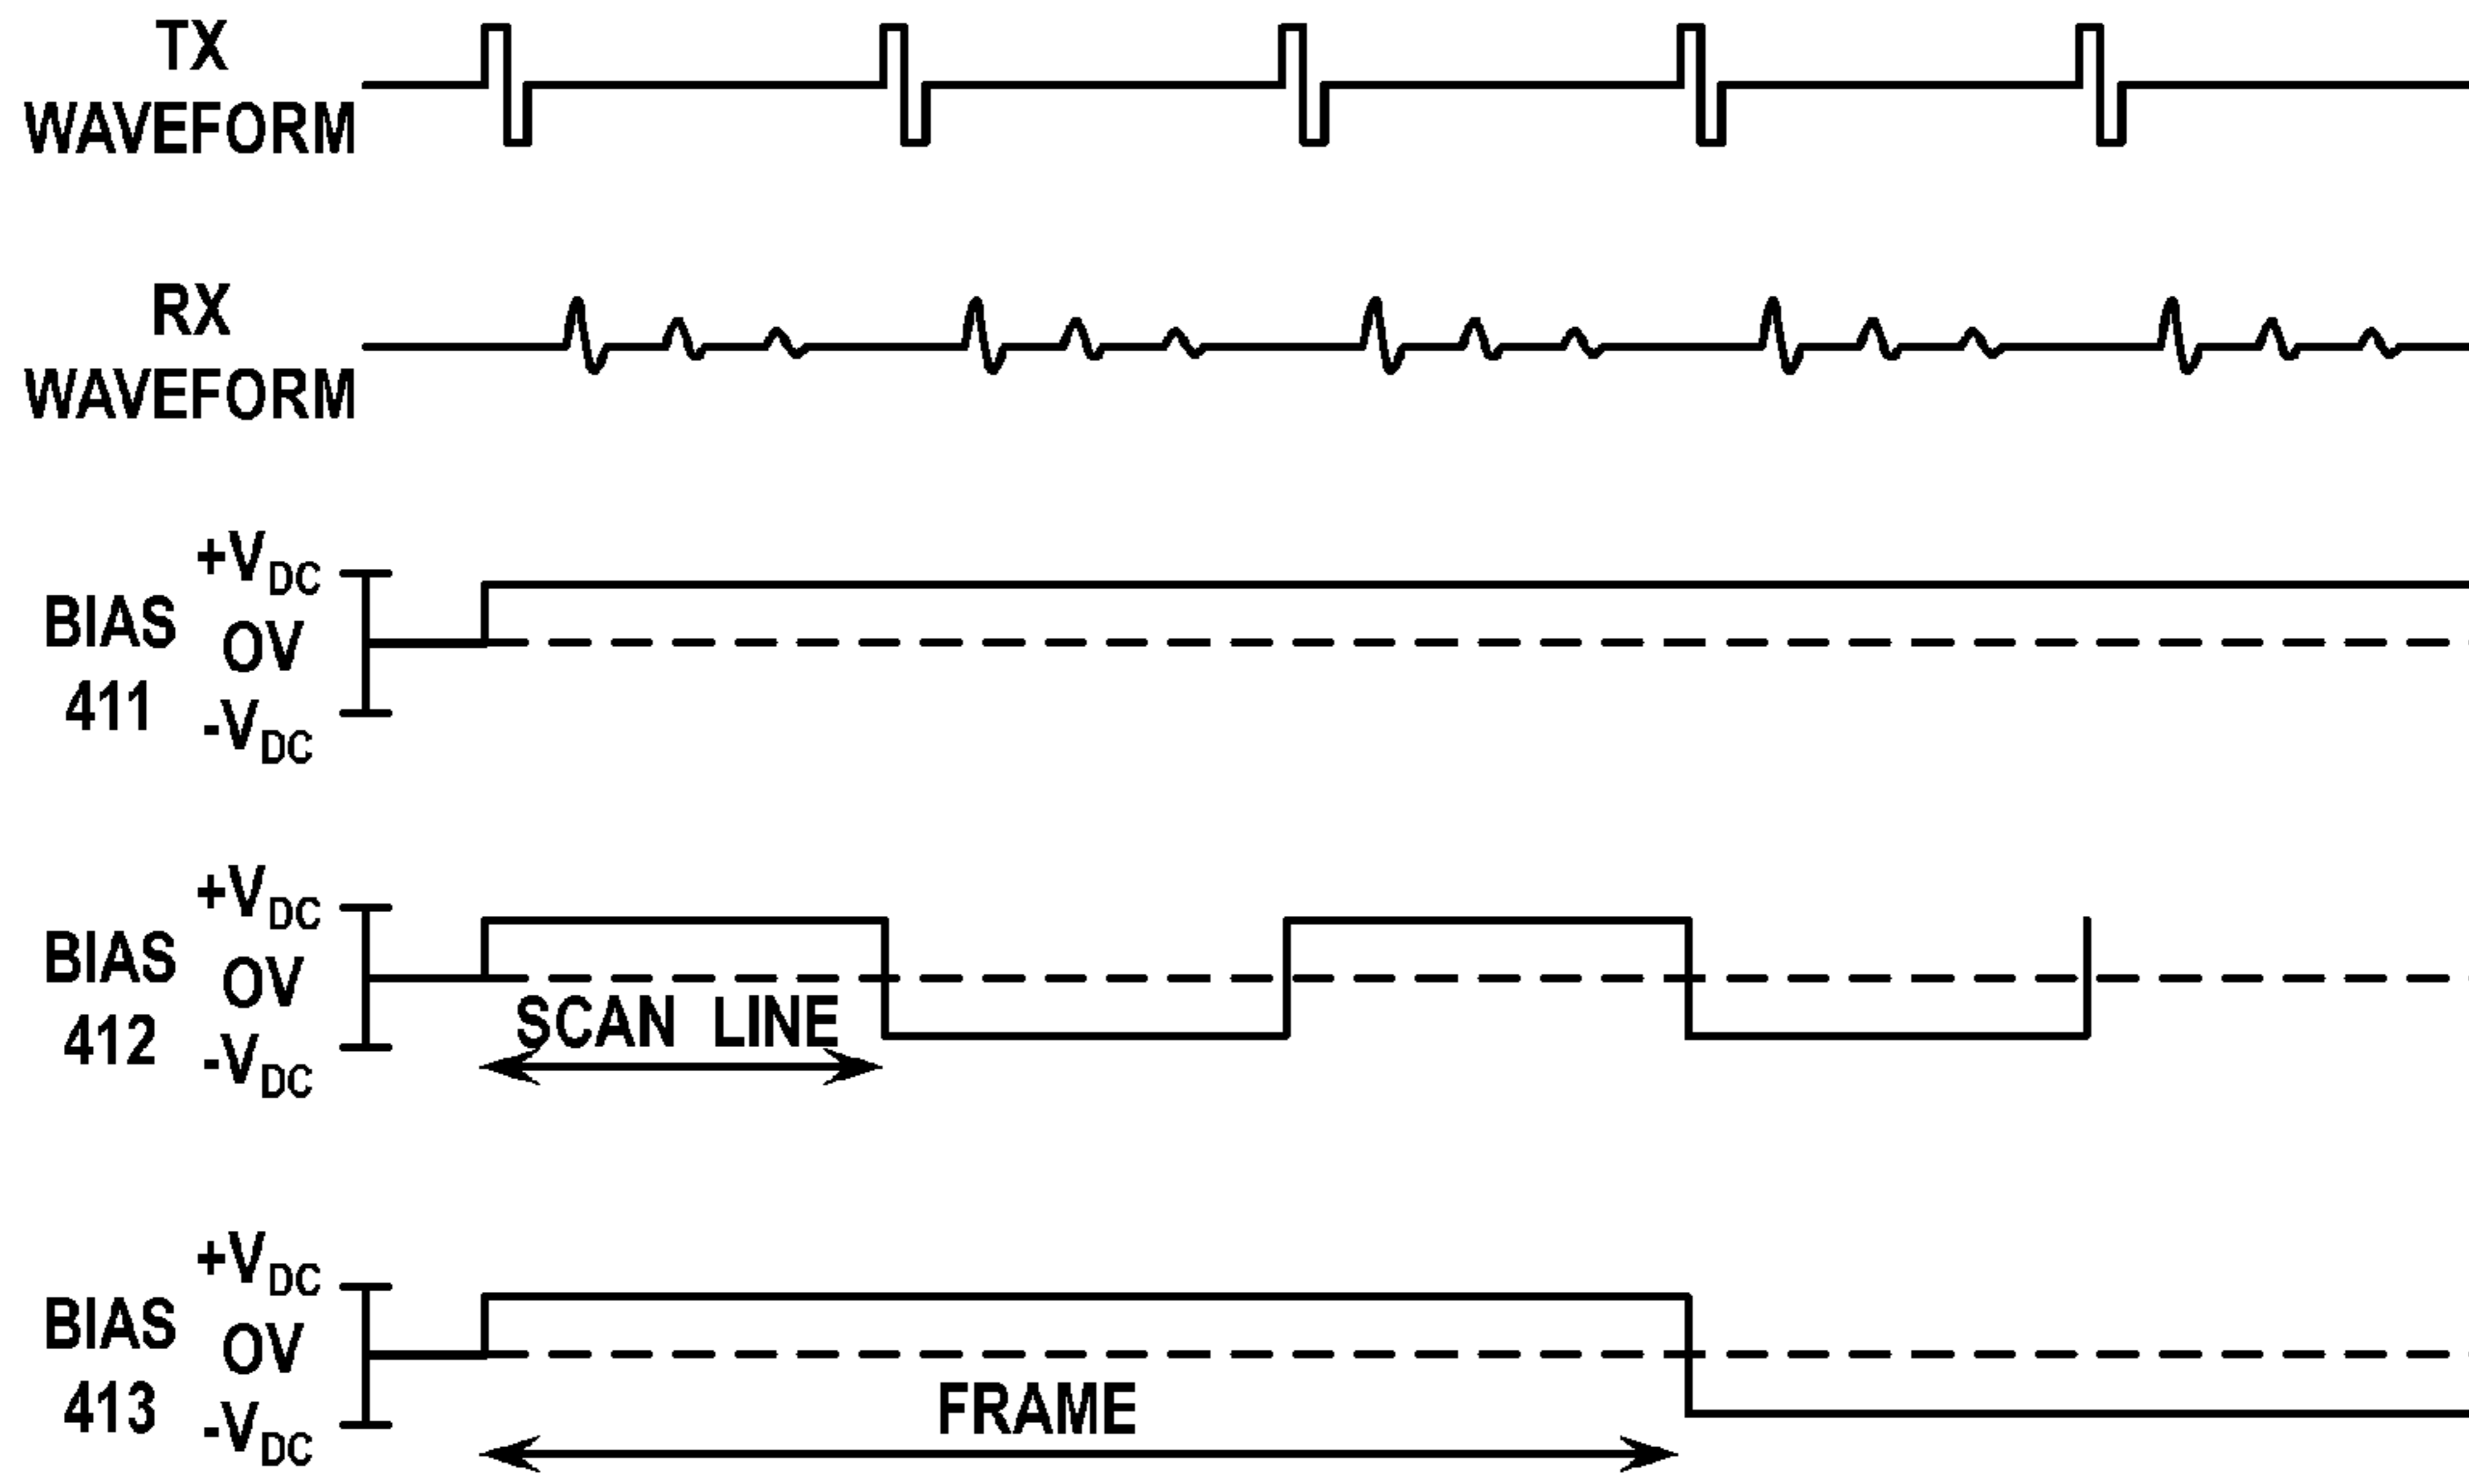 TX
WAVEFORM
RX
WAVEFORM
+VDC
BIAS OV
411
-VDC
+VDC
BIAS OV
412
-VDC
SCAN LINE
+VDC
BIAS OV
413
-VDC
FRAME